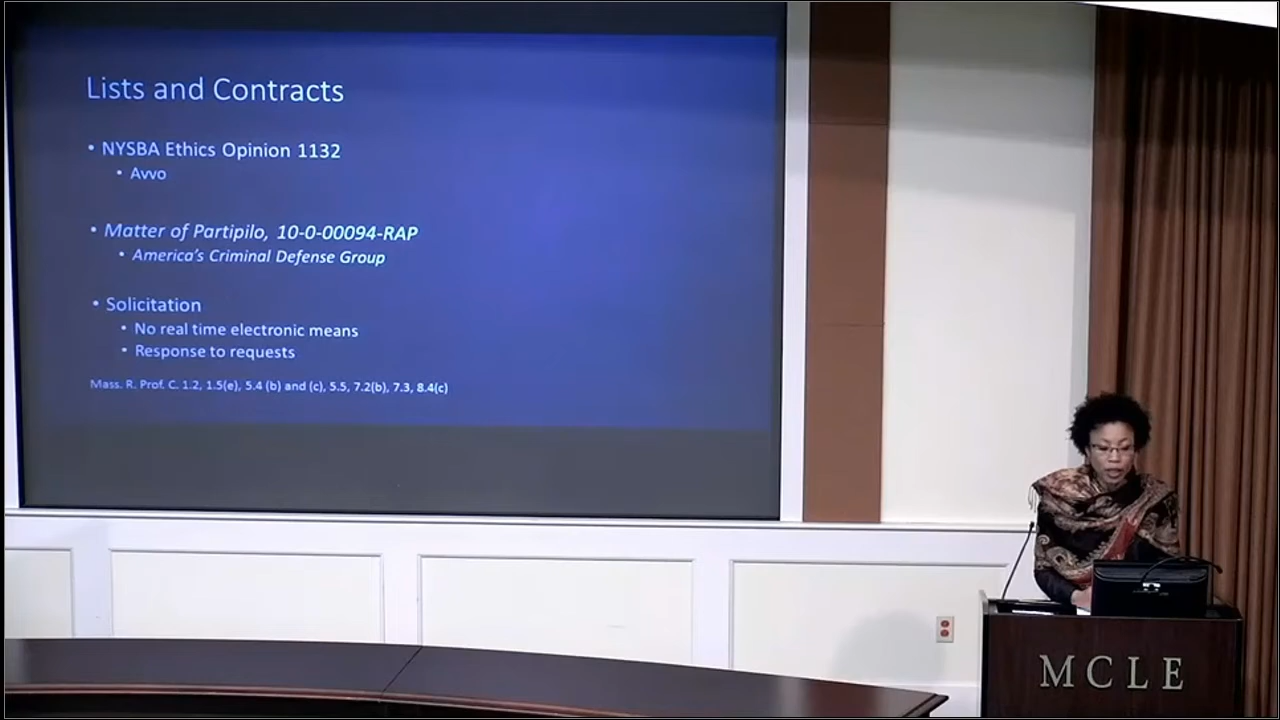 Lists and Contracts
• NYSBA Ethics Opinion 1132
• Avvo
• Matter of Partipilo, 10-0-00094-RAP
• America's Criminal Defense Group
• Solicitation
• No real time electronic means
• Response to requests
Mass. R. Prof. C. 1.2, 1.5(e), 5.4 (b) and (c), 5.5, 7.2(b), 7.3, 8.4(c)
MCLE